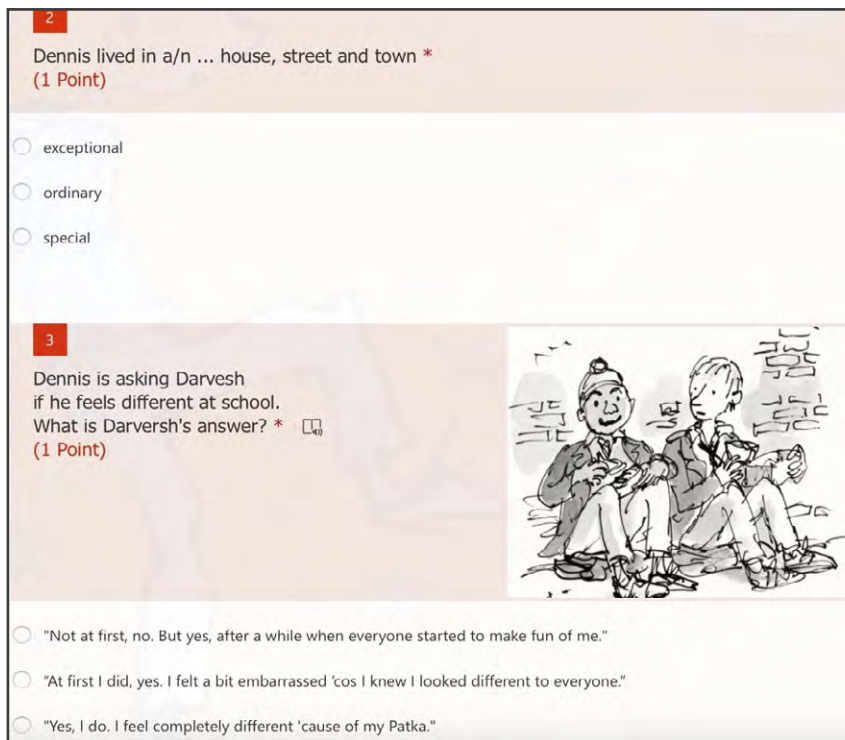 2
Dennis lived in a/n ... house, street and town *
(1 Point)
exceptional
ordinary
special
3
Dennis is asking Darvesh
if he feels different at school.
What is Darversh's answer? *
(1 Point)
"Not at first, no. But yes, after a while when everyone started to make fun of me."
"At first I did, yes. I felt a bit embarrassed 'cos I knew I looked different to everyone."
"Yes, I do. I feel completely different 'cause of my Patka."